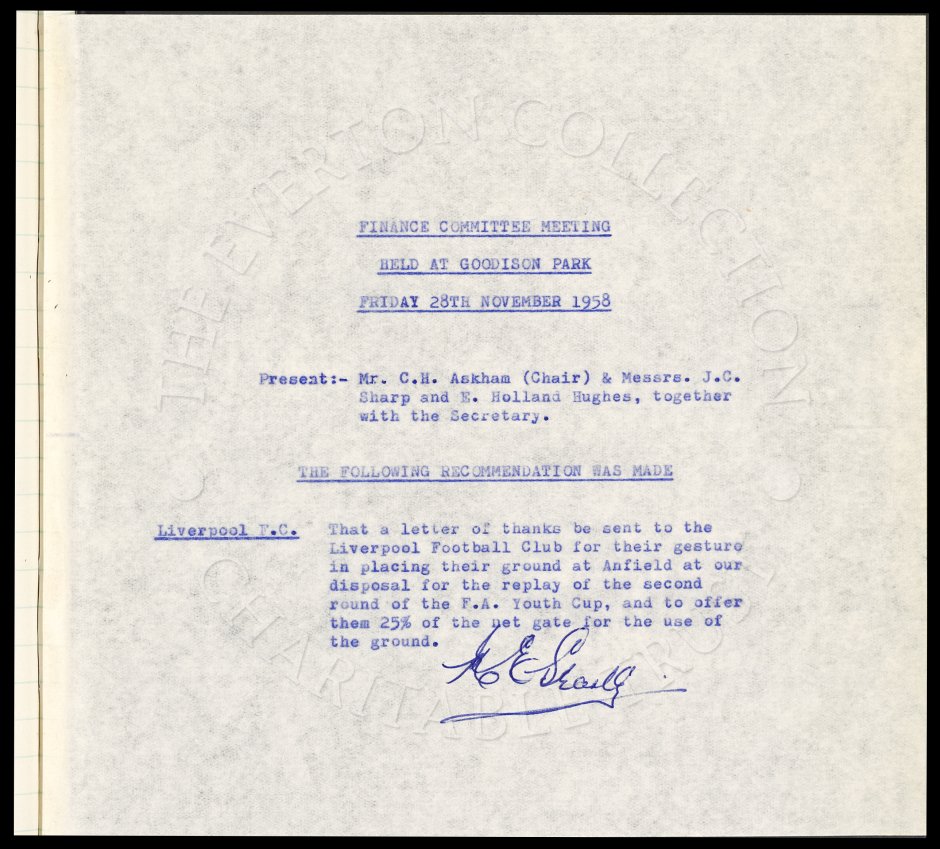 THE EVERTON COLLECTION
FINANCE COMMITTEE MEETING
HELD AT GOODISON PARK
FRIDAY 28TH NOVEMBER 1958
Present:- Mr. C.H. Askham (Chair) & Messrs. J.C.
Sharp and E. Holland Hughes, together
with the Secretary.
THE FOLLOWING RECOMMENDATION WAS MADE
Liverpool F.C. That a letter of thanks be sent to the
Liverpool Football Club for their gesture
in placing their ground at Anfield at our
disposal for the replay of the second
round of the F.A. Youth Cup, and to offer
them 25% of the net gate for the use of
the ground.
CHARITABLE TRUST